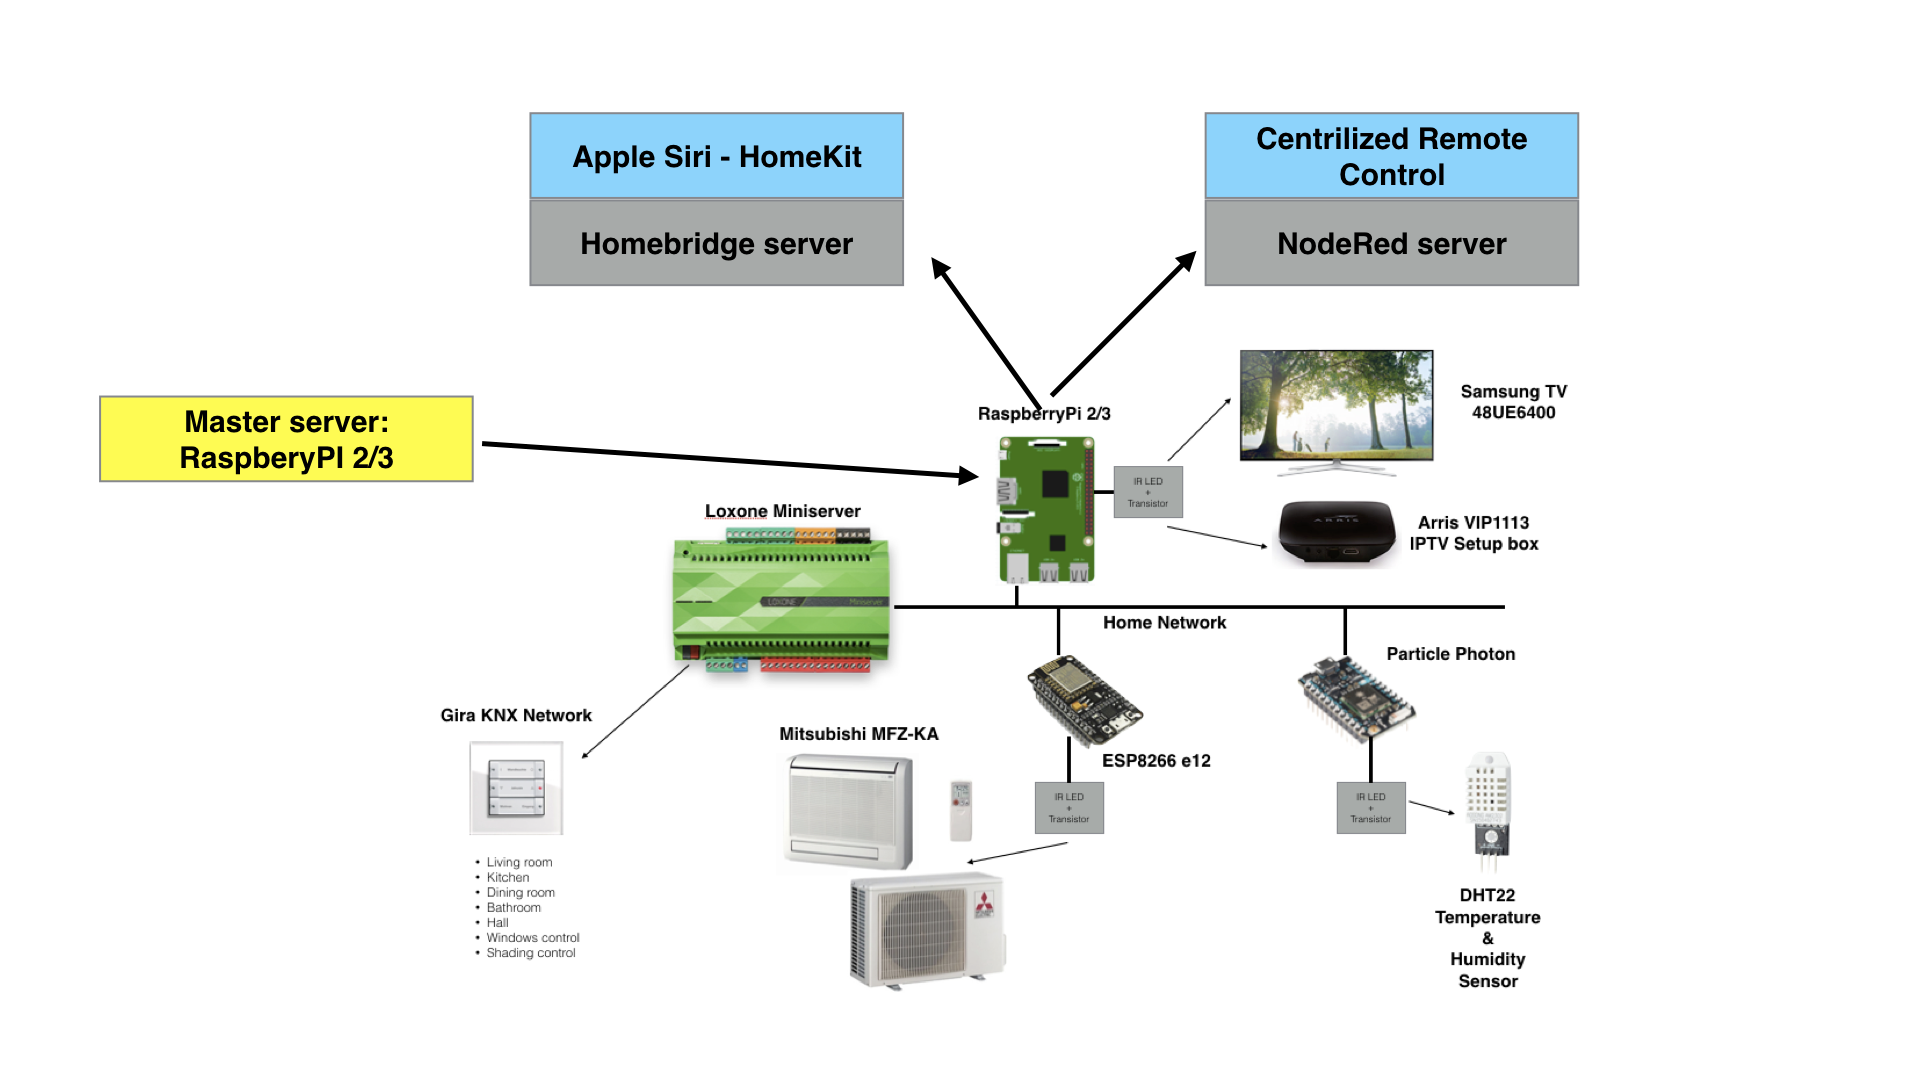 Apple Siri - HomeKit
Homebridge server
Centrilized Remote
Control
NodeRed server
Master server:
RaspberyPI 2/3
RaspberryPi 2/3
IR LED
+
Transistor
Samsung TV
48UE6400
ARRIS
Arris VIP1113
IPTV Setup box
Loxone Miniserver
LOXONE
Miniserver
Home Network
Particle Photon
Gira KNX Network
Mitsubishi MFZ-KA
ESP8266 e12
IR LED
+
Transistor
IR LED
+
Transistor
• Living room
• Kitchen
• Dining room
• Bathroom
• Hall
• Windows control
• Shading control
DHT22
Temperature
&
Humidity
Sensor